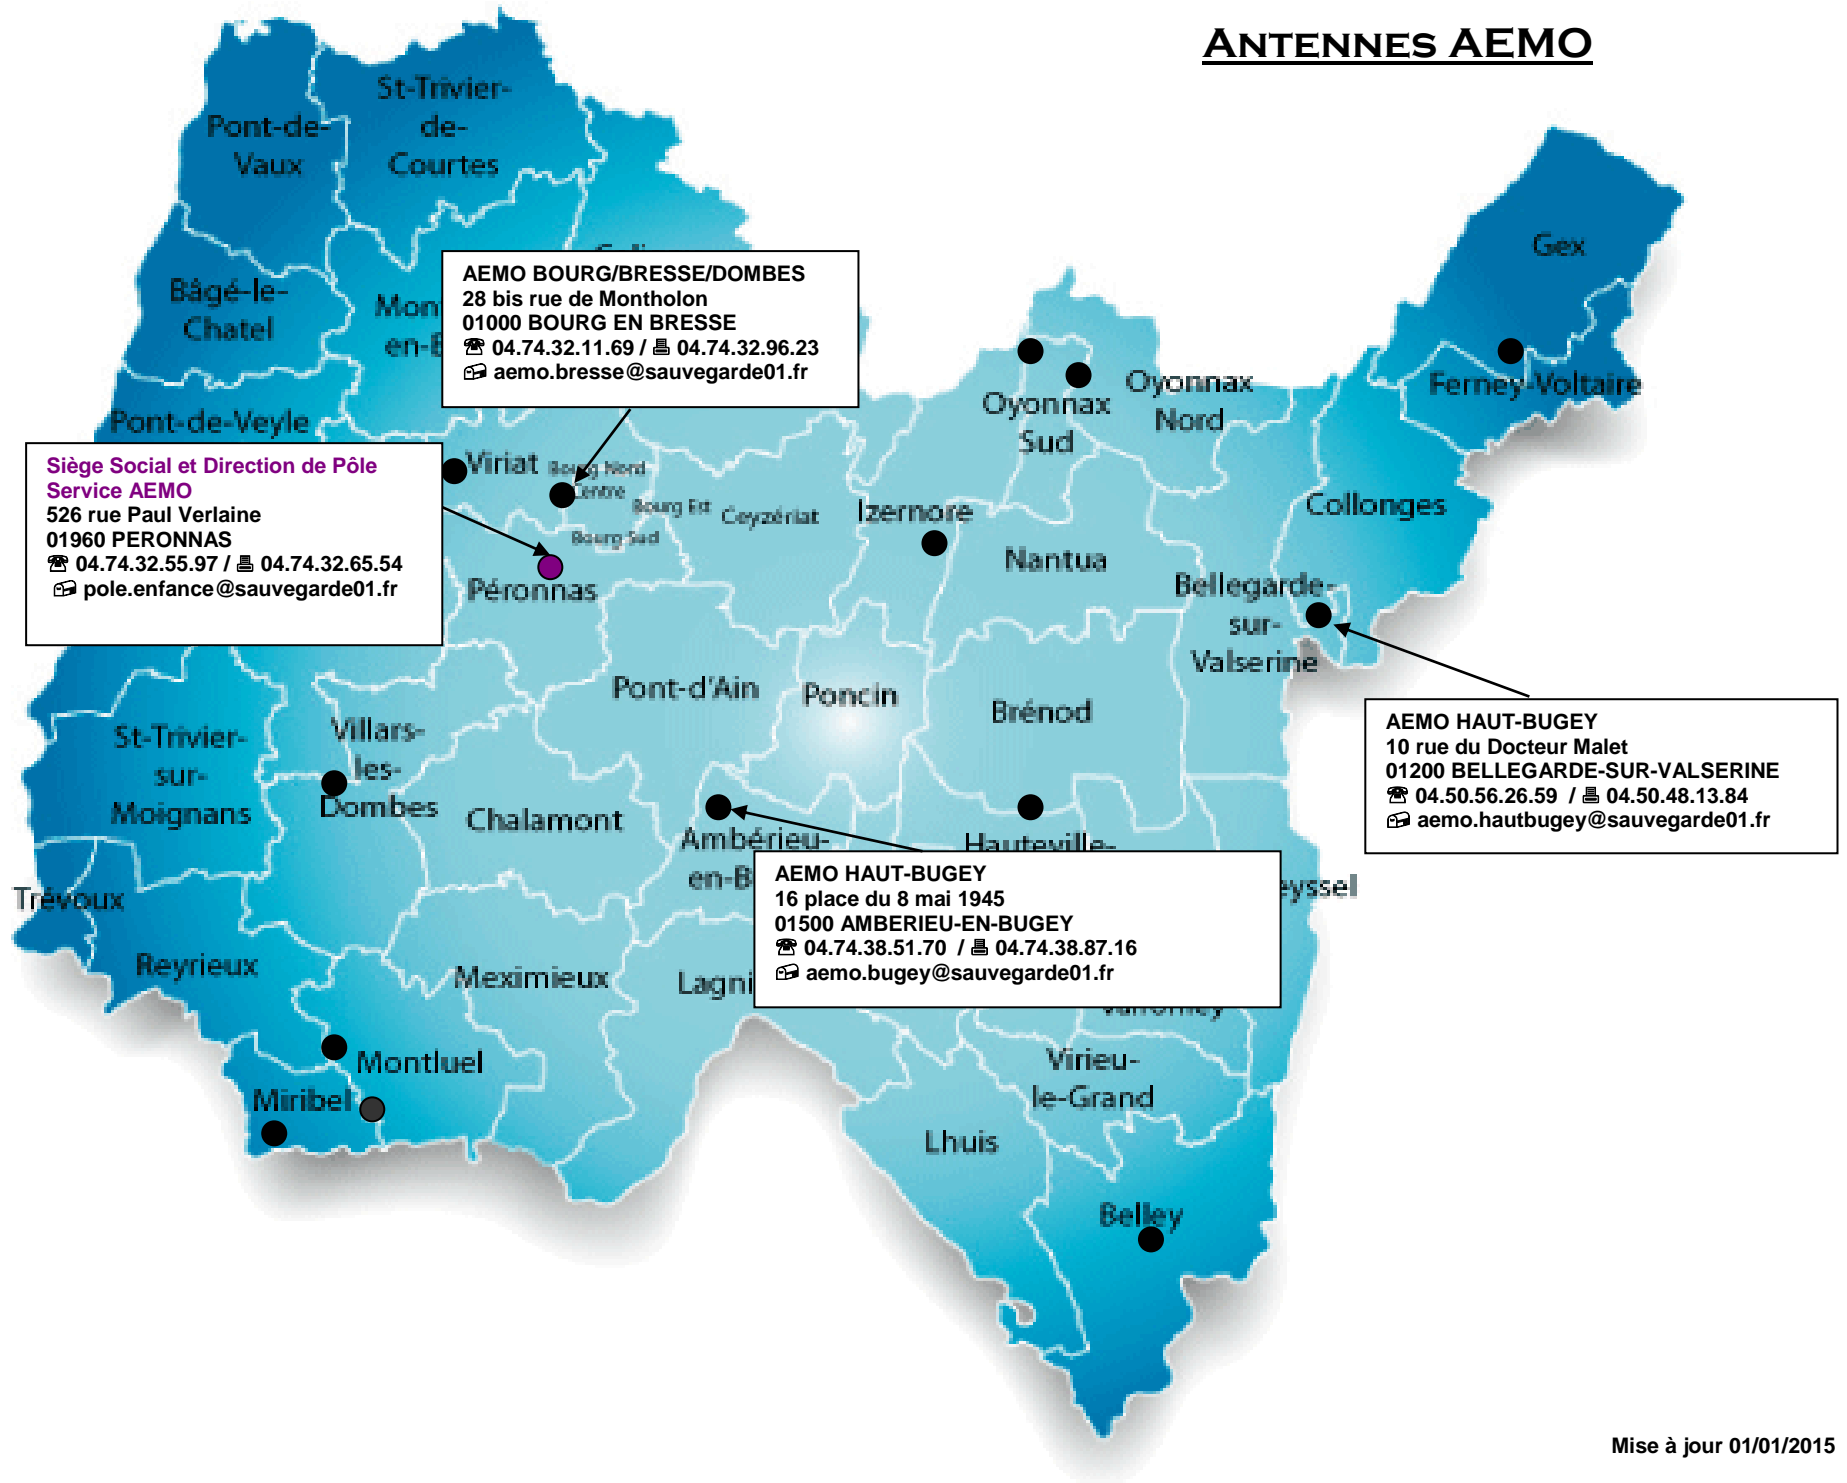 ANTENNES AEMO
St-Trivier-
de-
Courtes
Pont-de-
Vaux
Gex
Bâgé-le-
Chatel
AEMO BOURG/BRESSE/DOMBES
28 bis rue de Montholon
01000 BOURG EN BRESSE
☎ 04.74.32.11.69 / 04.74.32.96.23
aemo.bresse@sauvegarde01.fr
Pont-de-Veyle
Oyonnax
Sud
Oyonnax
Nord
Ferney-Voltaire
Siège Social et Direction de Pôle
Service AEMO
526 rue Paul Verlaine
01960 PERONNAS
☎ 04.74.32.55.97 / 04.74.32.65.54
pole.enfance@sauvegarde01.fr
Viriat
Bourg Nord
Centre
Bourg Est
Bourg Sud
Ceyzériat
Izernore
Collonges
Nantua
Péronnas
Bellegarde-
sur-
Valserine
Pont-d'Ain
Poncin
Brénod
St-Trivier-
sur-
Moignans
Villars-
les-
Dombes
Chalamont
Ambérieu-
en-B
Hauteville-
AEMO HAUT-BUGEY
10 rue du Docteur Malet
01200 BELLEGARDE-SUR-VALSERINE
☎ 04.50.56.26.59 / 04.50.48.13.84
aemo.hautbugey@sauvegarde01.fr
AEMO HAUT-BUGEY
16 place du 8 mai 1945
01500 AMBERIEU-EN-BUGEY
☎ 04.74.38.51.70 / 04.74.38.87.16
aemo.bugey@sauvegarde01.fr
eyssel
Trévoux
Reyrieux
Meximieux
Lagni
Montluel
Miribel
Virieu-
le-Grand
Lhuis
Belley
Mise à jour 01/01/2015